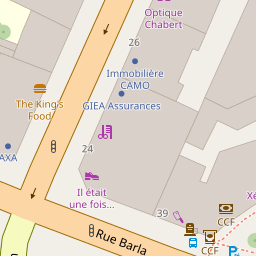 Optique
Chabert
26
Immobilière
CAMO
The King's
Food
GIEA Assurances
AXA
24
Il était
une fois...
39
CCF
CCF
Rue Barla